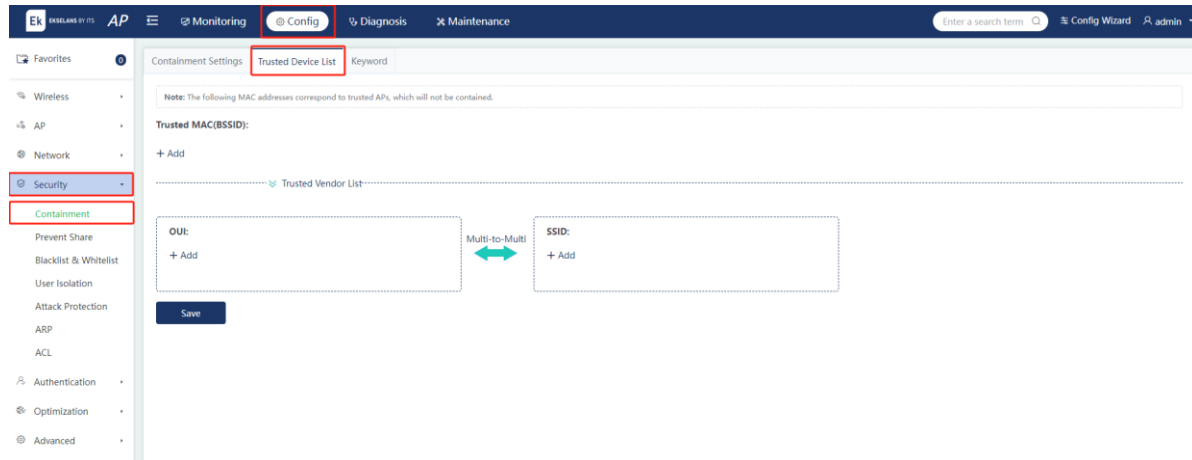 Ek EKSELANS BY ITS AP Monitoring Config Diagnosis Maintenance Enter a search term Config Wizard admin
Favorites 0
Containment Settings Trusted Device List Keyword
Wireless
Note: The following MAC addresses correspond to trusted APs, which will not be contained.
AP
Trusted MAC(BSSID):
Network
+ Add
Security
Trusted Vendor List
Containment
Prevent Share
Blacklist & Whitelist
User Isolation
Attack Protection
ARP
ACL
Authentication
Optimization
Advanced
OUI:
+ Add
Multi-to-Multi
SSID:
+ Add
Save